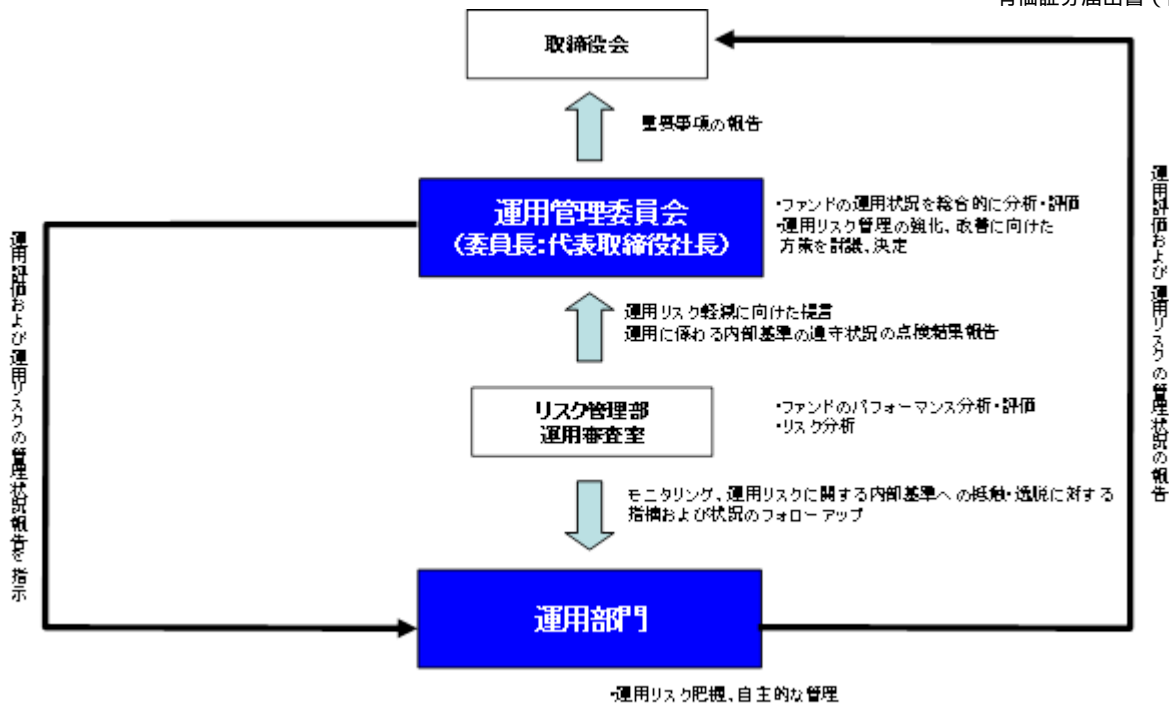 有価証券届出書(
取締役会
重要事項の報告
運用管理委員会
(委員長:代表取締役社長)
・ファンドの運用状況を総合的に分析・評価
・運用リスク管理の強化、改善に向けた
方策を討議、決定
運用リスク軽減に向けた提言
運用に係わる内部基準の遵守状況の点検結果報告
リスク管理部
運用審査室
・ファンドのパフォーマンス分析・評価
・リスク分析
モニタリング、運用リスクに関する内部基準への抵触・逸脱に対する
指摘および状況のフォローアップ
運用部門
・運用リスク把握、自主的な管理
運用評価および運用リスクの管理状況報告を指示
運用評価および運用リスクの管理状況の報告